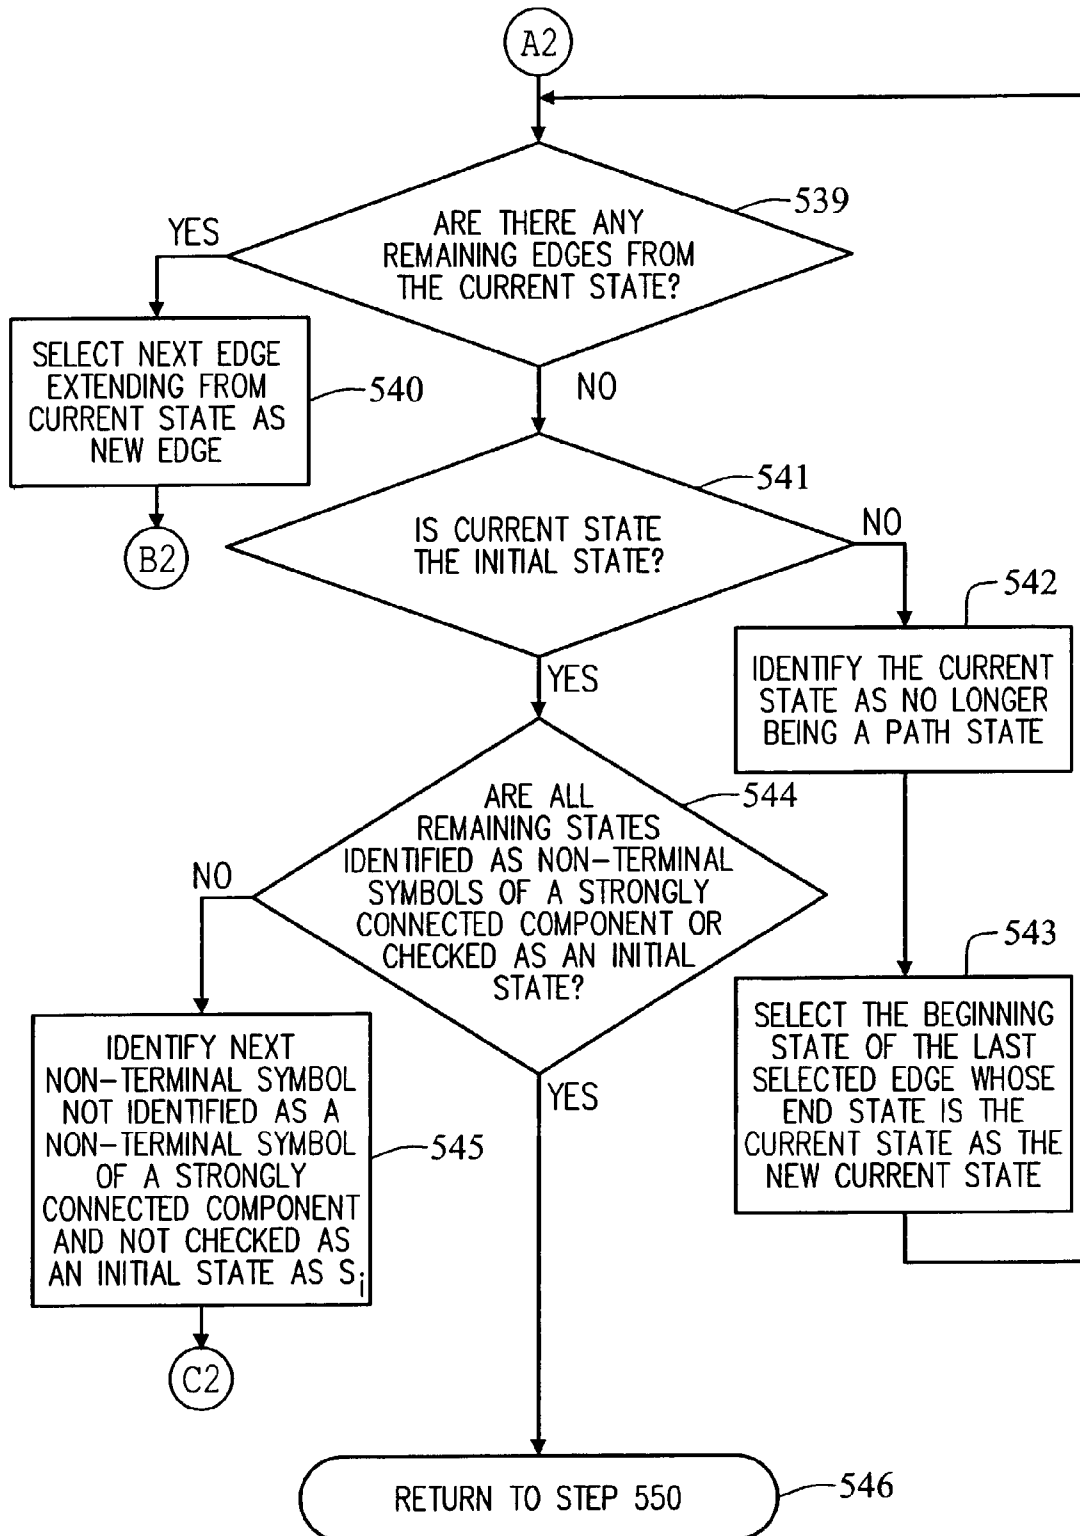 A2
539
ARE THERE ANY
REMAINING EDGES FROM
THE CURRENT STATE?
YES
SELECT NEXT EDGE
EXTENDING FROM
CURRENT STATE AS
NEW EDGE
540
B2
NO
541
IS CURRENT STATE
THE INITIAL STATE?
NO
542
IDENTIFY THE CURRENT
STATE AS NO LONGER
BEING A PATH STATE
YES
544
ARE ALL
REMAINING STATES
IDENTIFIED AS NON-TERMINAL
SYMBOLS OF A STRONGLY
CONNECTED COMPONENT OR
CHECKED AS AN INITIAL
STATE?
543
SELECT THE BEGINNING
STATE OF THE LAST
SELECTED EDGE WHOSE
END STATE IS THE
CURRENT STATE AS THE
NEW CURRENT STATE
NO
IDENTIFY NEXT
NON-TERMINAL SYMBOL
NOT IDENTIFIED AS A
NON-TERMINAL SYMBOL
OF A STRONGLY
CONNECTED COMPONENT
AND NOT CHECKED AS
AN INITIAL STATE AS Si
545
C2
YES
RETURN TO STEP 550
546